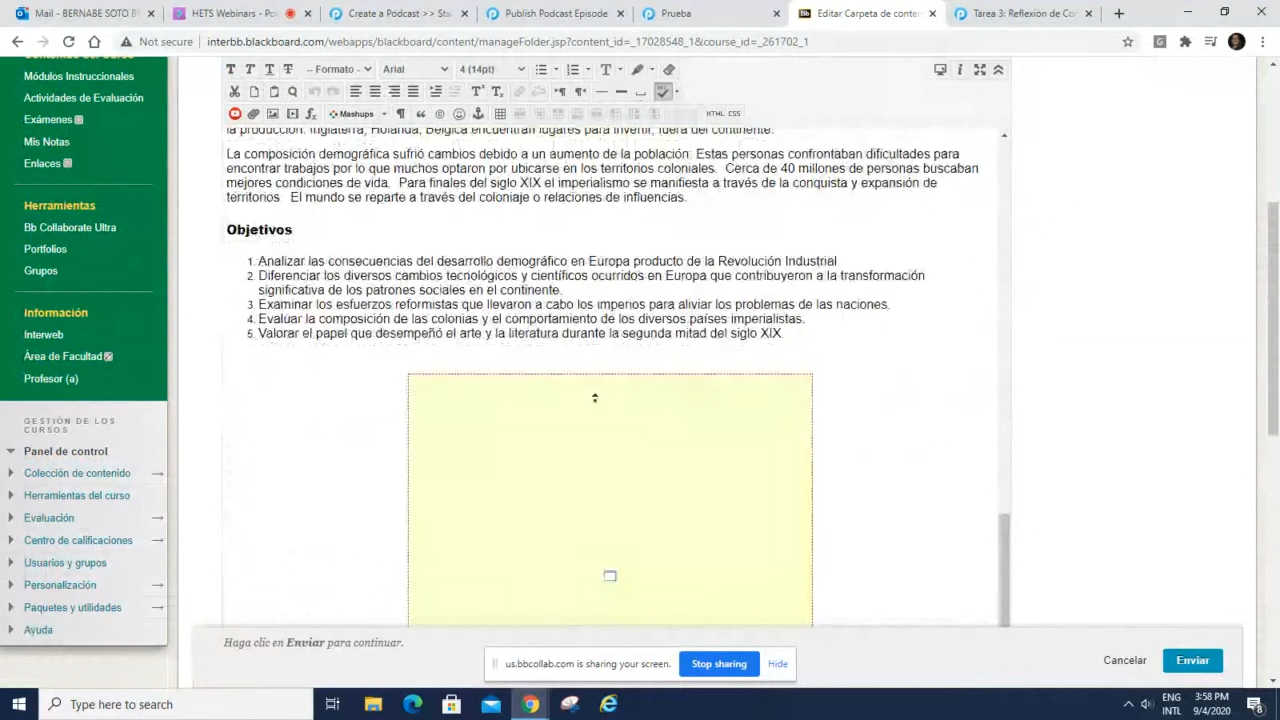 Mail - BERNABE SOTO B
HETS Webinars - Po
Create a Podcast >> Sta
Publish Podcast Episode
Prueba
Editar Carpeta de conten
Tarea 3: Reflexión de Con
Not secure
interbb.blackboard.com/webapps/blackboard/content/manageFolder.jsp?content_id=_17028548_1&course_id=_261702_1
Módulos Instruccionales
Actividades de Evaluación
Exámenes
Mis Notas
Enlaces
Herramientas
Bb Collaborate Ultra
Portfolios
Grupos
Información
Interweb
Área de Facultad
Profesor (a)
GESTIÓN DE LOS
CURSOS
Panel de control
Colección de contenido
Herramientas del curso
Evaluación
Centro de calificaciones
Usuarios y grupos
Personalización
Paquetes y utilidades
Ayuda
-- Formato --
Arial
4 (14pt)
Mashups
HTML CSS
la producción. Inglaterra, Holanda, Bélgica encuentran lugares para invertir, fuera del continente.
La composición demográfica sufrió cambios debido a un aumento de la población. Estas personas confrontaban dificultades para
encontrar trabajos por lo que muchos optaron por ubicarse en los territorios coloniales. Cerca de 40 millones de personas buscaban
mejores condiciones de vida. Para finales del siglo XIX el imperialismo se manifiesta a través de la conquista y expansión de
territorios. El mundo se reparte a través del coloniaje o relaciones de influencias.
Objetivos
1. Analizar las consecuencias del desarrollo demográfico en Europa producto de la Revolución Industrial
2. Diferenciar los diversos cambios tecnológicos y científicos ocurridos en Europa que contribuyeron a la transformación
significativa de los patrones sociales en el continente.
3. Examinar los esfuerzos reformistas que llevaron a cabo los imperios para aliviar los problemas de las naciones.
4. Evaluar la composición de las colonias y el comportamiento de los diversos países imperialistas.
5. Valorar el papel que desempeñó el arte y la literatura durante la segunda mitad del siglo XIX.
Haga clic en Enviar para continuar.
us.bbcollab.com is sharing your screen.
Stop sharing
Hide
Cancelar
Enviar
Type here to search
ENG
INTL
3:58 PM
9/4/2020